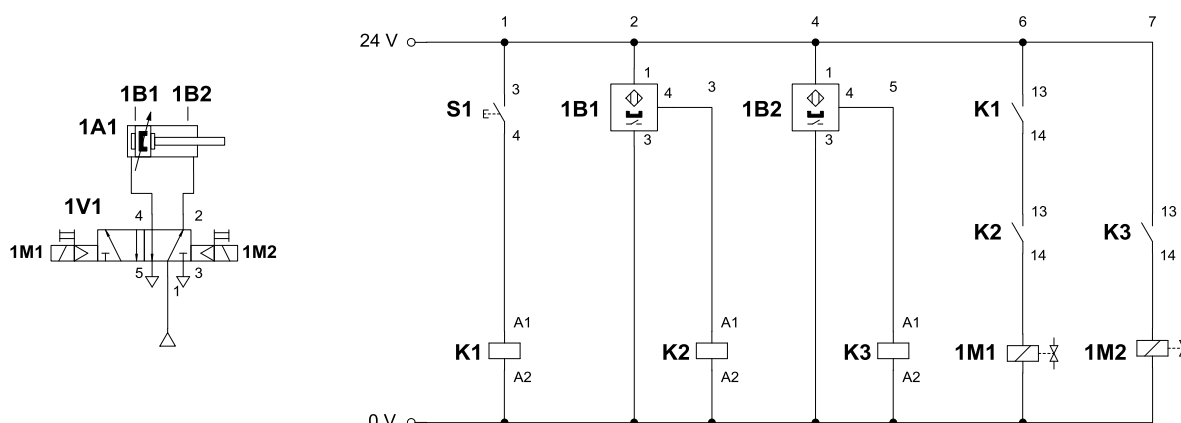 1 2 4 6 7
24 V
1B1 1B2
1A1
3 1 3 1 5 13
S1 1B1 4 1B2 4 K1
4 3 3 14
1V1
4 2
13 13
K2 K3
14 14
1M1 1M2
5 3
1
A1 A1 A1
K1 K2 K3 1M1 1M2
A2 A2 A2
0 V